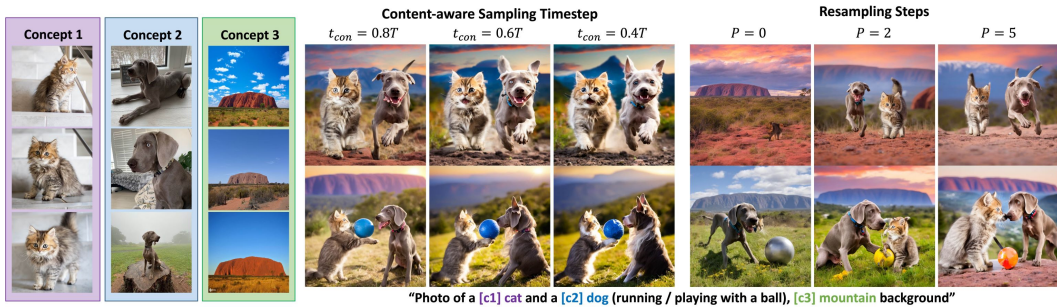 Concept 1
Concept 2
Concept 3
Content-aware Sampling Timestep
t_con = 0.8T
t_con = 0.6T
t_con = 0.4T
Resampling Steps
P = 0
P = 2
P = 5
“Photo of a [c1] cat and a [c2] dog (running / playing with a ball), [c3] mountain background”